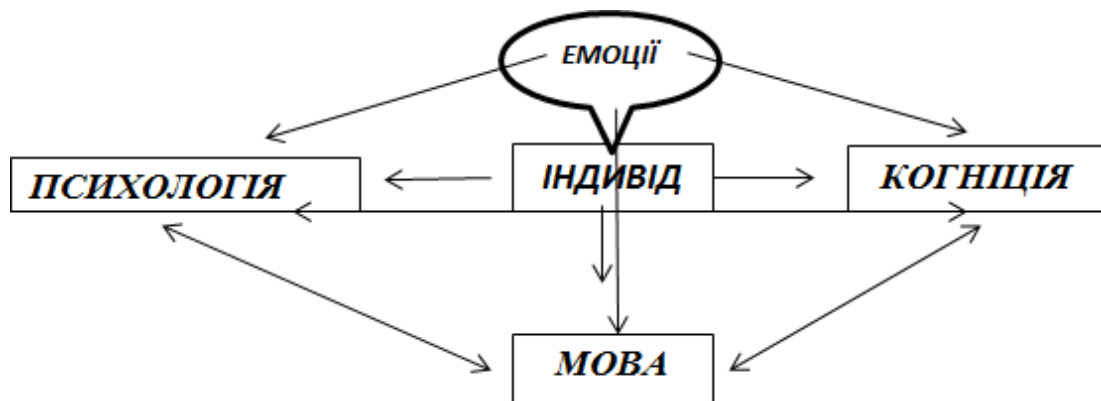 ЕМОЦІЇ
ПСИХОЛОГІЯ
ІНДИВІД
КОГНІЦІЯ
МОВА